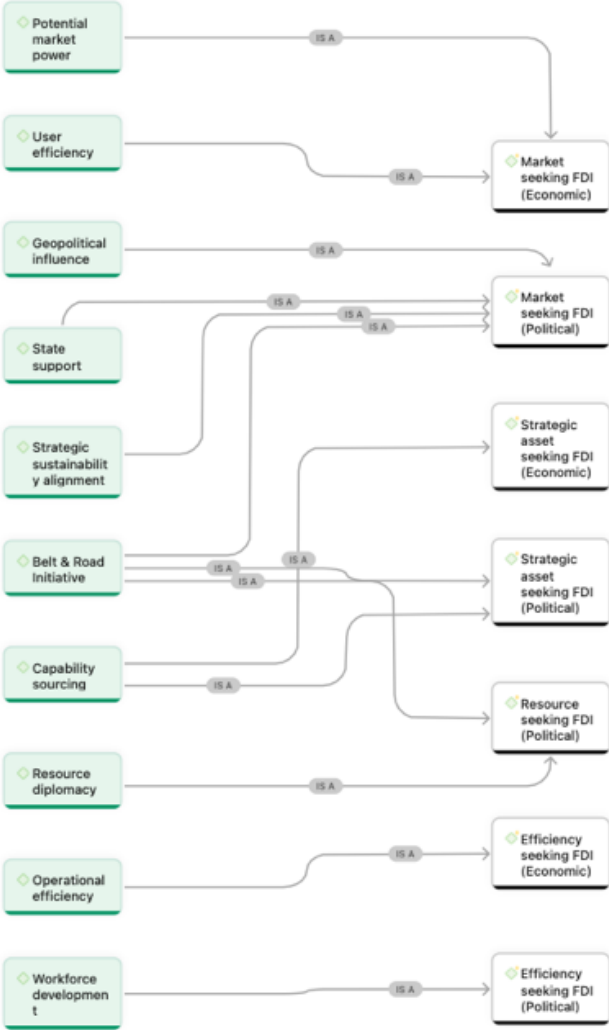 Potential
market
power
IS A
User
efficiency
IS A
Market
seeking FDI
(Economic)
Geopolitical
influence
IS A
Market
seeking FDI
(Political)
IS A
IS A
IS A
State
support
Strategic
asset
seeking FDI
(Economic)
Strategic
sustainabilit
y alignment
Belt & Road
Initiative
IS A
IS A
IS A
Strategic
asset
seeking FDI
(Political)
Capability
sourcing
IS A
Resource
seeking FDI
(Political)
Resource
diplomacy
IS A
Efficiency
seeking FDI
(Economic)
IS A
Operational
efficiency
Workforce
developmen
t
IS A
Efficiency
seeking FDI
(Political)